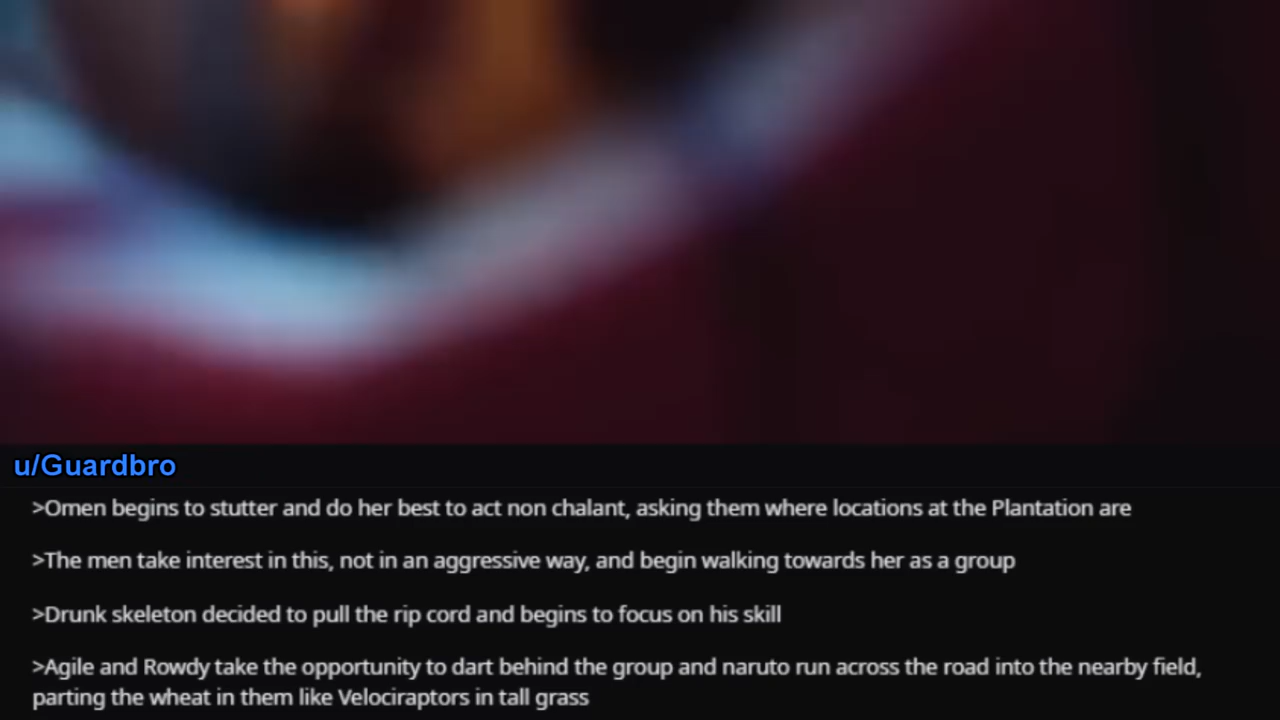 u/Guardbro
>Omen begins to stutter and do her best to act non chalant, asking them where locations at the Plantation are
>The men take interest in this, not in an aggressive way, and begin walking towards her as a group
>Drunk skeleton decided to pull the rip cord and begins to focus on his skill
>Agile and Rowdy take the opportunity to dart behind the group and naruto run across the road into the nearby field,
parting the wheat in them like Velociraptors in tall grass